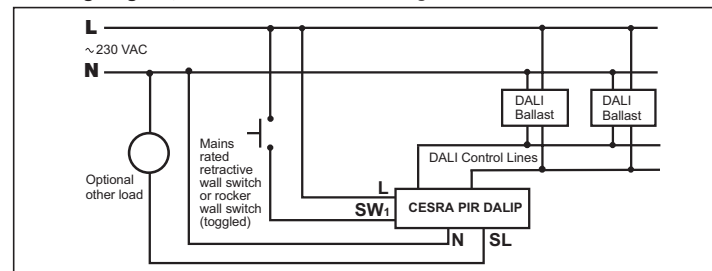 L
~230 VAC
N
DALI
Ballast
DALI
Ballast
Mains
rated
retractive
wall switch
or rocker
wall switch
(toggled)
DALI Control Lines
Optional
other load
L
SW1
CESRA PIR DALIP
N
SL